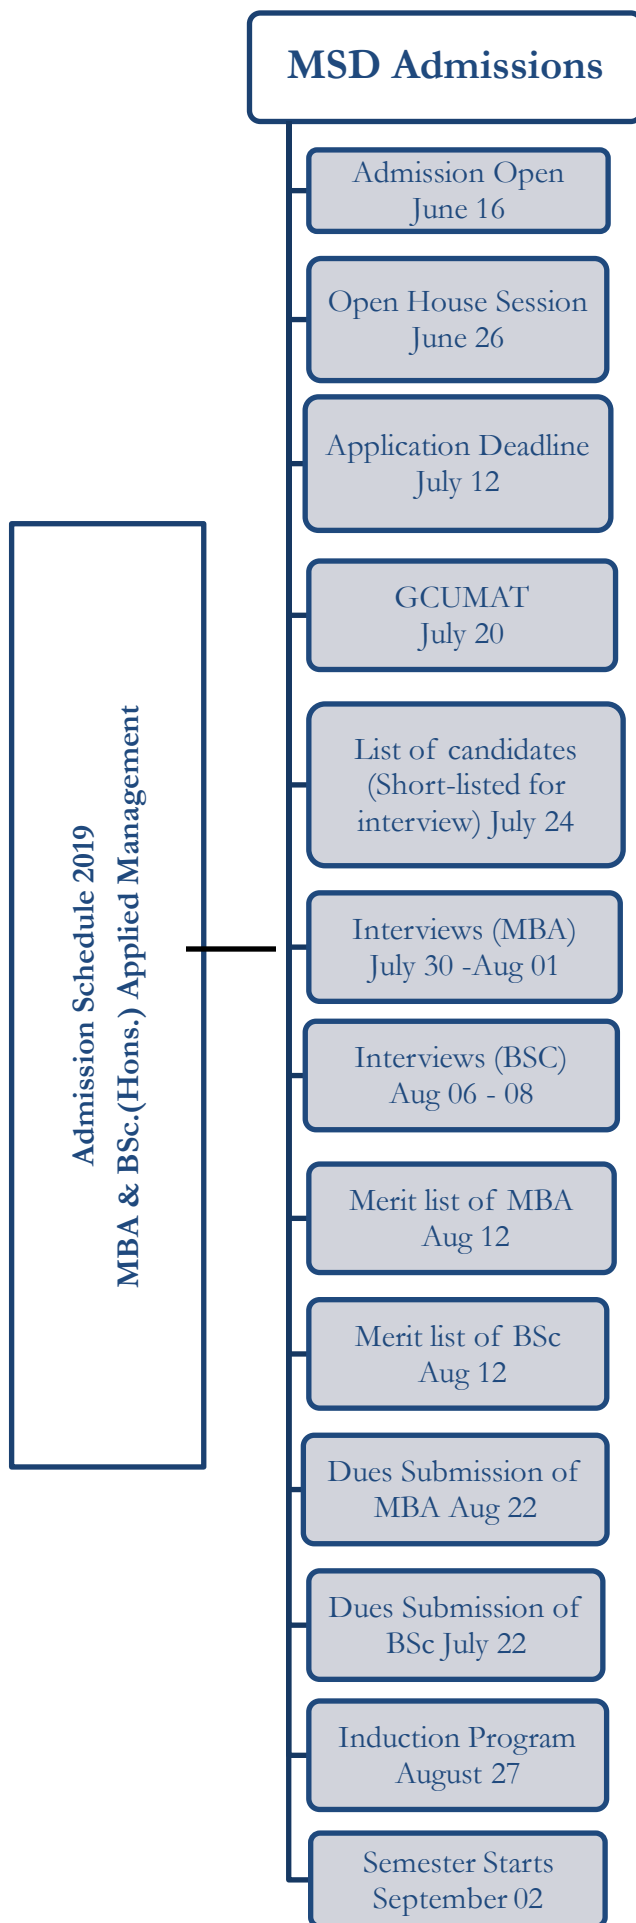 MSD Admissions
Admission Open
June 16
Open House Session
June 26
Application Deadline
July 12
GCUMAT
July 20
List of candidates
(Short-listed for
interview) July 24
Interviews (MBA)
July 30 -Aug 01
Interviews (BSC)
Aug 06 - 08
Merit list of MBA
Aug 12
Merit list of BSc
Aug 12
Dues Submission of
MBA Aug 22
Dues Submission of
BSc July 22
Induction Program
August 27
Semester Starts
September 02
Admission Schedule 2019
MBA & BSc.(Hons.) Applied Management